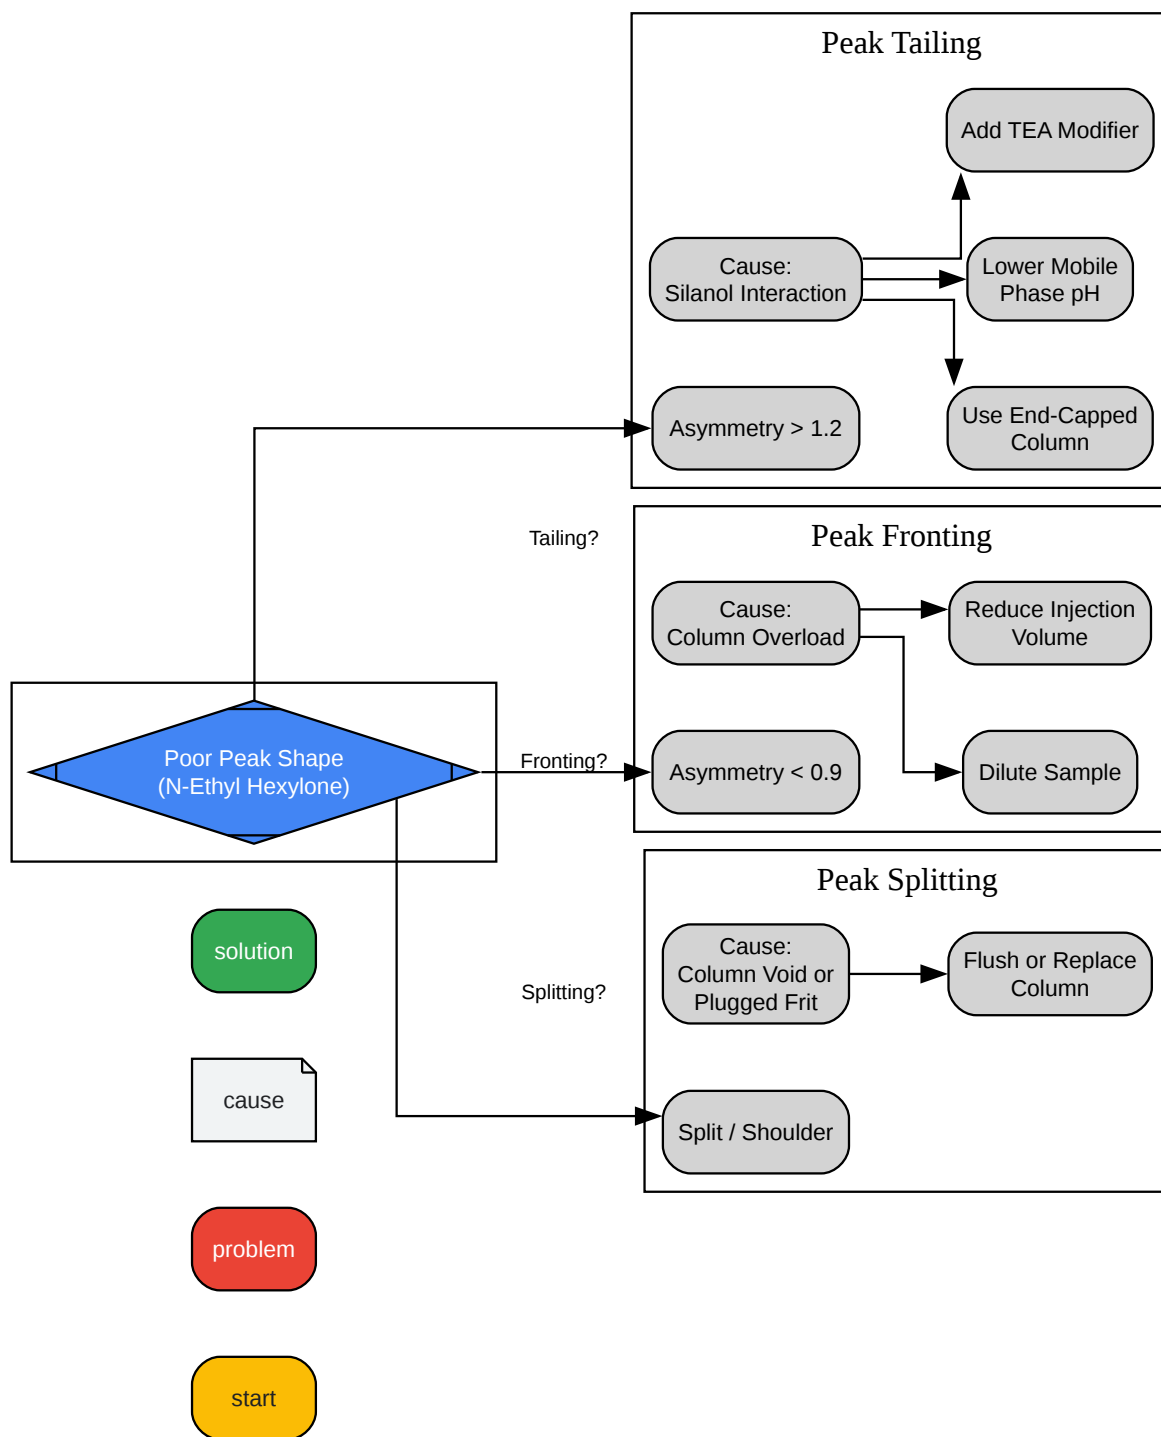 Peak Tailing
Add TEA Modifier
Cause:
Silanol Interaction
Lower Mobile
Phase pH
Asymmetry > 1.2
Use End-Capped
Column
Tailing?
Peak Fronting
Cause:
Column Overload
Reduce Injection
Volume
Poor Peak Shape
(N-Ethyl Hexylone)
Fronting?
Asymmetry < 0.9
Dilute Sample
Peak Splitting
Cause:
Column Void or
Plugged Frit
Flush or Replace
Column
Splitting?
Split / Shoulder
solution
cause
problem
start